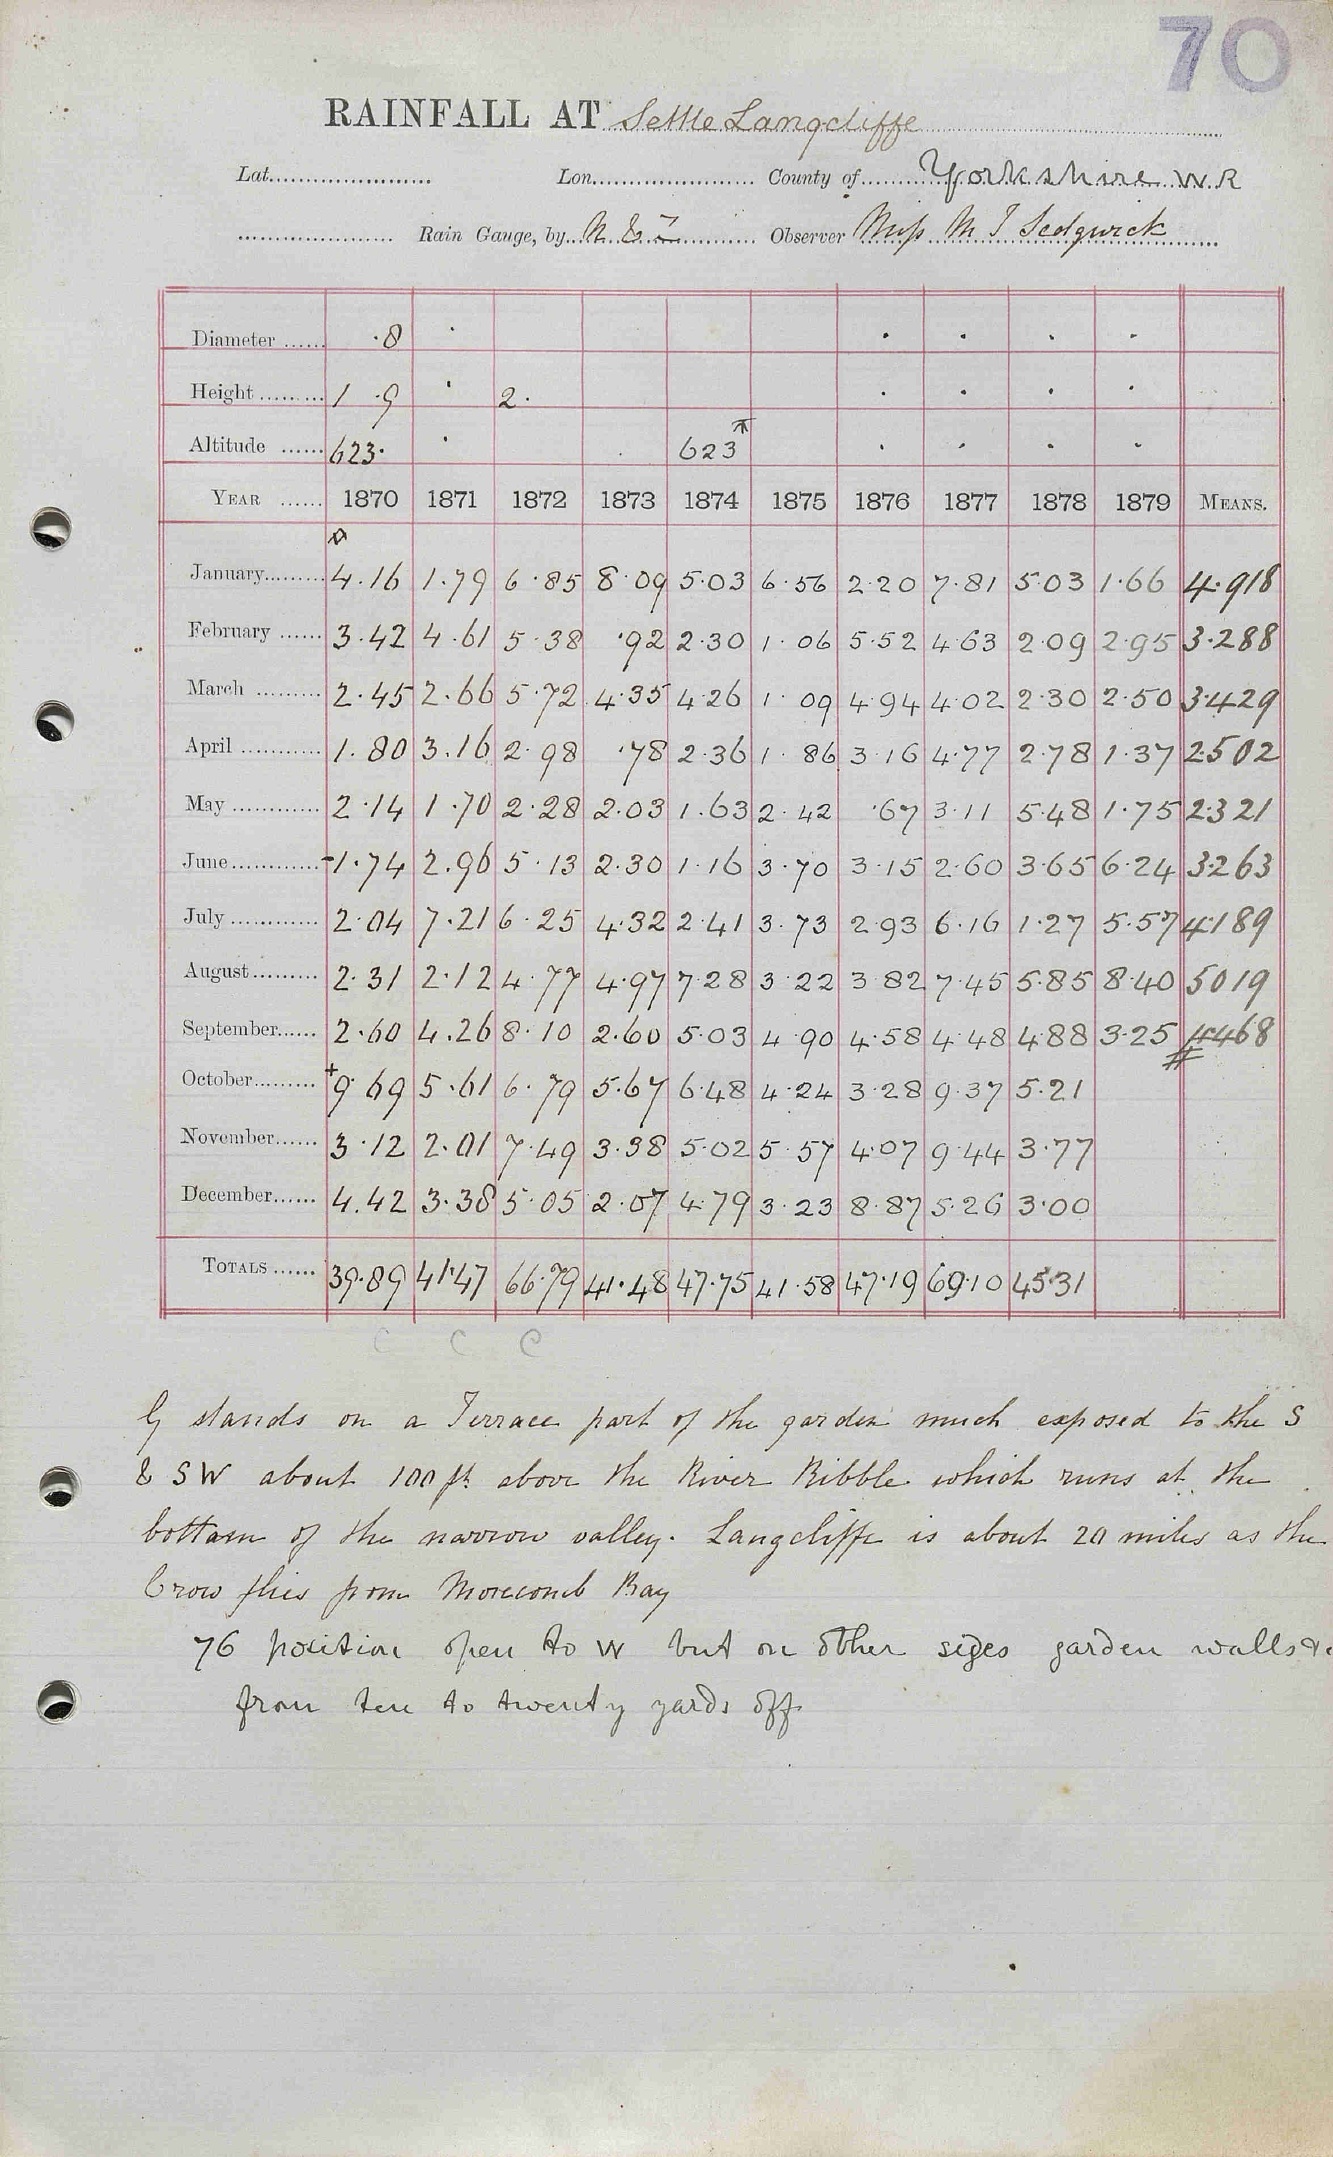 70
RAINFALL AT Settle Langcliffe
Lat. Lon. County of Yorkshire W.R
Rain Gauge, by N & Z Observer Miss M J Sedgwick
Diameter ·8 · · · · ·
Height 1 ·9 · 2. · · · ·
Altitude 623· · 623 T · · · ·
YEAR 1870 1871 1872 1873 1874 1875 1876 1877 1878 1879 MEANS.
January 4.16 1.79 6.85 8.09 5.03 6.56 2.20 7.81 5.03 1.66 4.918
February 3.42 4.61 5.38 .92 2.30 1.06 5.52 4.63 2.09 2.95 3.288
March 2.45 2.66 5.72 4.35 4.26 1.09 4.94 4.02 2.30 2.50 3.429
April 1.80 3.16 2.98 .78 2.36 1.86 3.16 4.77 2.78 1.37 2.502
May 2.14 1.70 2.28 2.03 1.63 2.42 .67 3.11 5.48 1.75 2.321
June -1.74 2.96 5.13 2.30 1.16 3.70 3.15 2.60 3.65 6.24 3.263
July 2.04 7.21 6.25 4.32 2.41 3.73 2.93 6.16 1.27 5.57 4.189
August 2.31 2.12 4.77 4.97 7.28 3.22 3.82 7.45 5.85 8.40 5019
September 2.60 4.26 8.10 2.60 5.03 4.90 4.58 4.48 4.88 3.25 4.468
October +9.69 5.61 6.79 5.67 6.48 4.24 3.28 9.37 5.21
November 3.12 2.01 7.49 3.38 5.02 5.57 4.07 9.44 3.77
December 4.42 3.38 5.05 2.07 4.79 3.23 8.87 5.26 3.00
TOTALS 39.89 41.47 66.79 41.48 47.75 41.58 47.19 69.10 45.31
C C C
G stands on a Terrace part of the garden much exposed to the S
& SW about 100 ft above the River Ribble which runs at the
bottom of the narrow valley. Langcliffe is about 20 miles as the
Crow flies from Morecomb Bay
76 position open to W but on other sides garden walls &c
from ten to twenty yards off